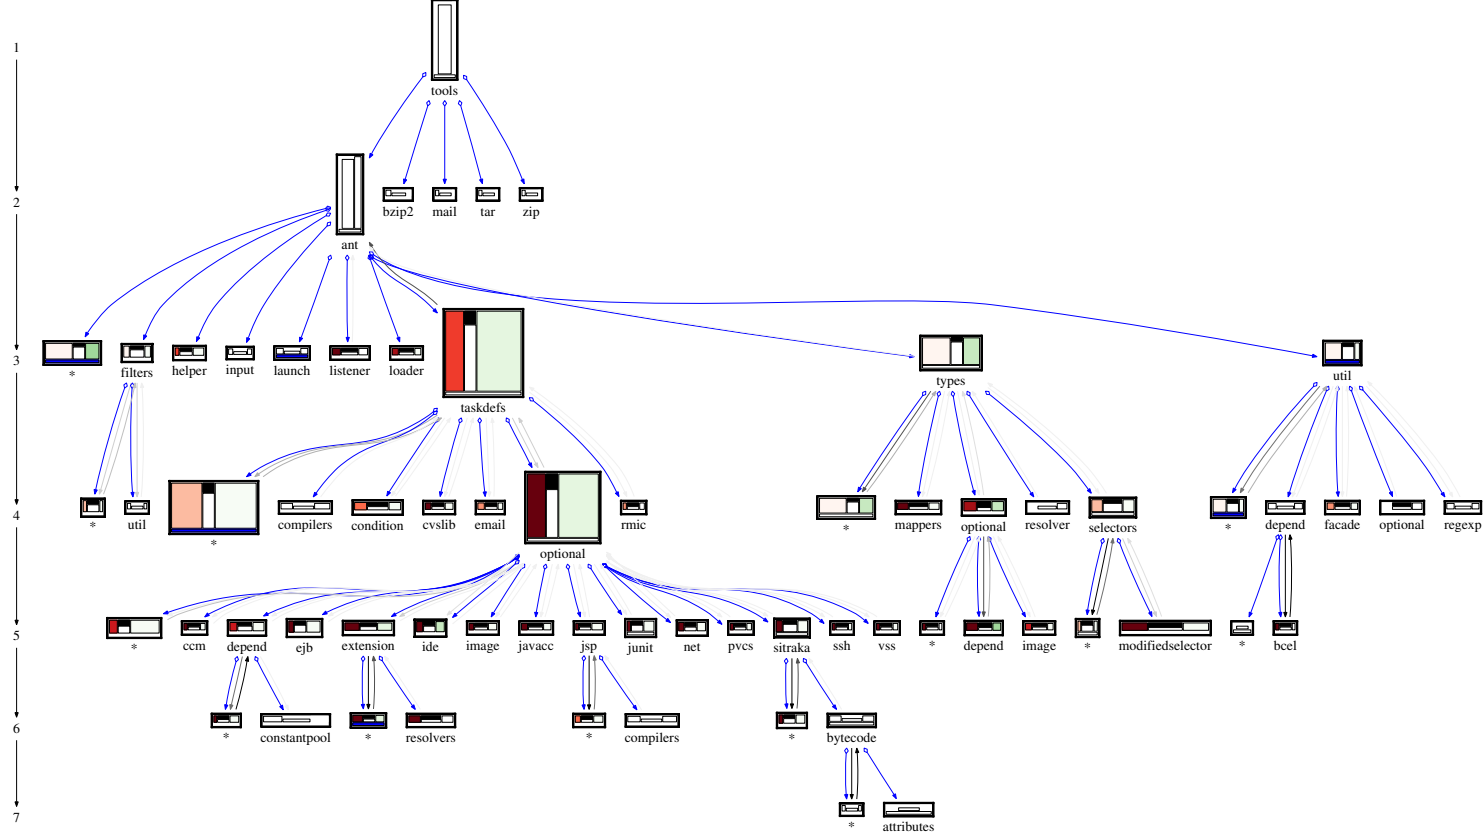 1
tools
2
bzip2 mail tar zip
ant
3
* filters helper input launch listener loader taskdefs types util
4
* util * compilers condition cvslib email optional rmic * mappers optional resolver selectors * depend facade optional regexp
5
* ccm depend ejb extension ide image javacc jsp junit net pvcs sitraka ssh vss * depend image * modifiedselector * bcel
6
* constantpool * resolvers * compilers * bytecode
7
* attributes